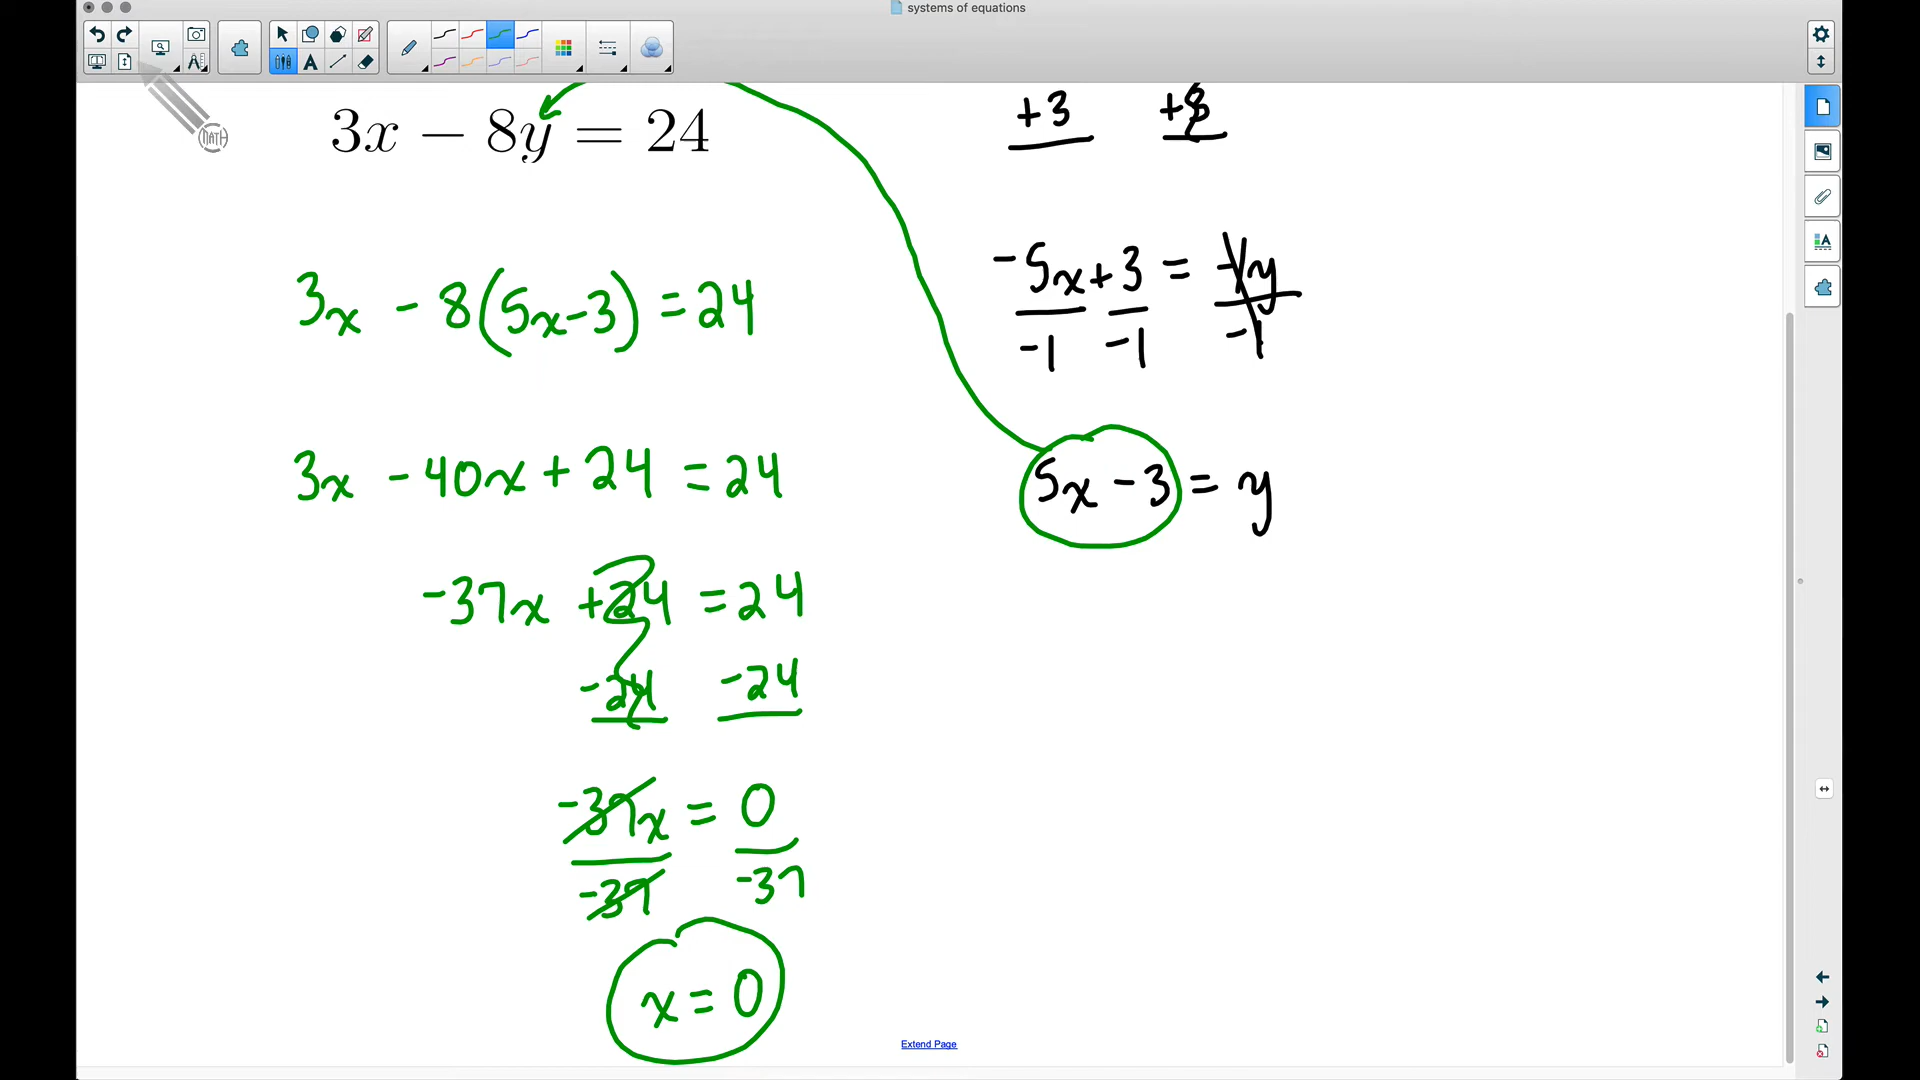 systems of equations
3x − 8y = 24
+3 +3
3x - 8(5x-3) = 24
-5x+3 = -1y
-1 -1 -1
3x - 40x + 24 = 24
5x - 3 = y
-37x +24 = 24
-24 -24
-37x = 0
-37 -37
x = 0
Extend Page
MATH